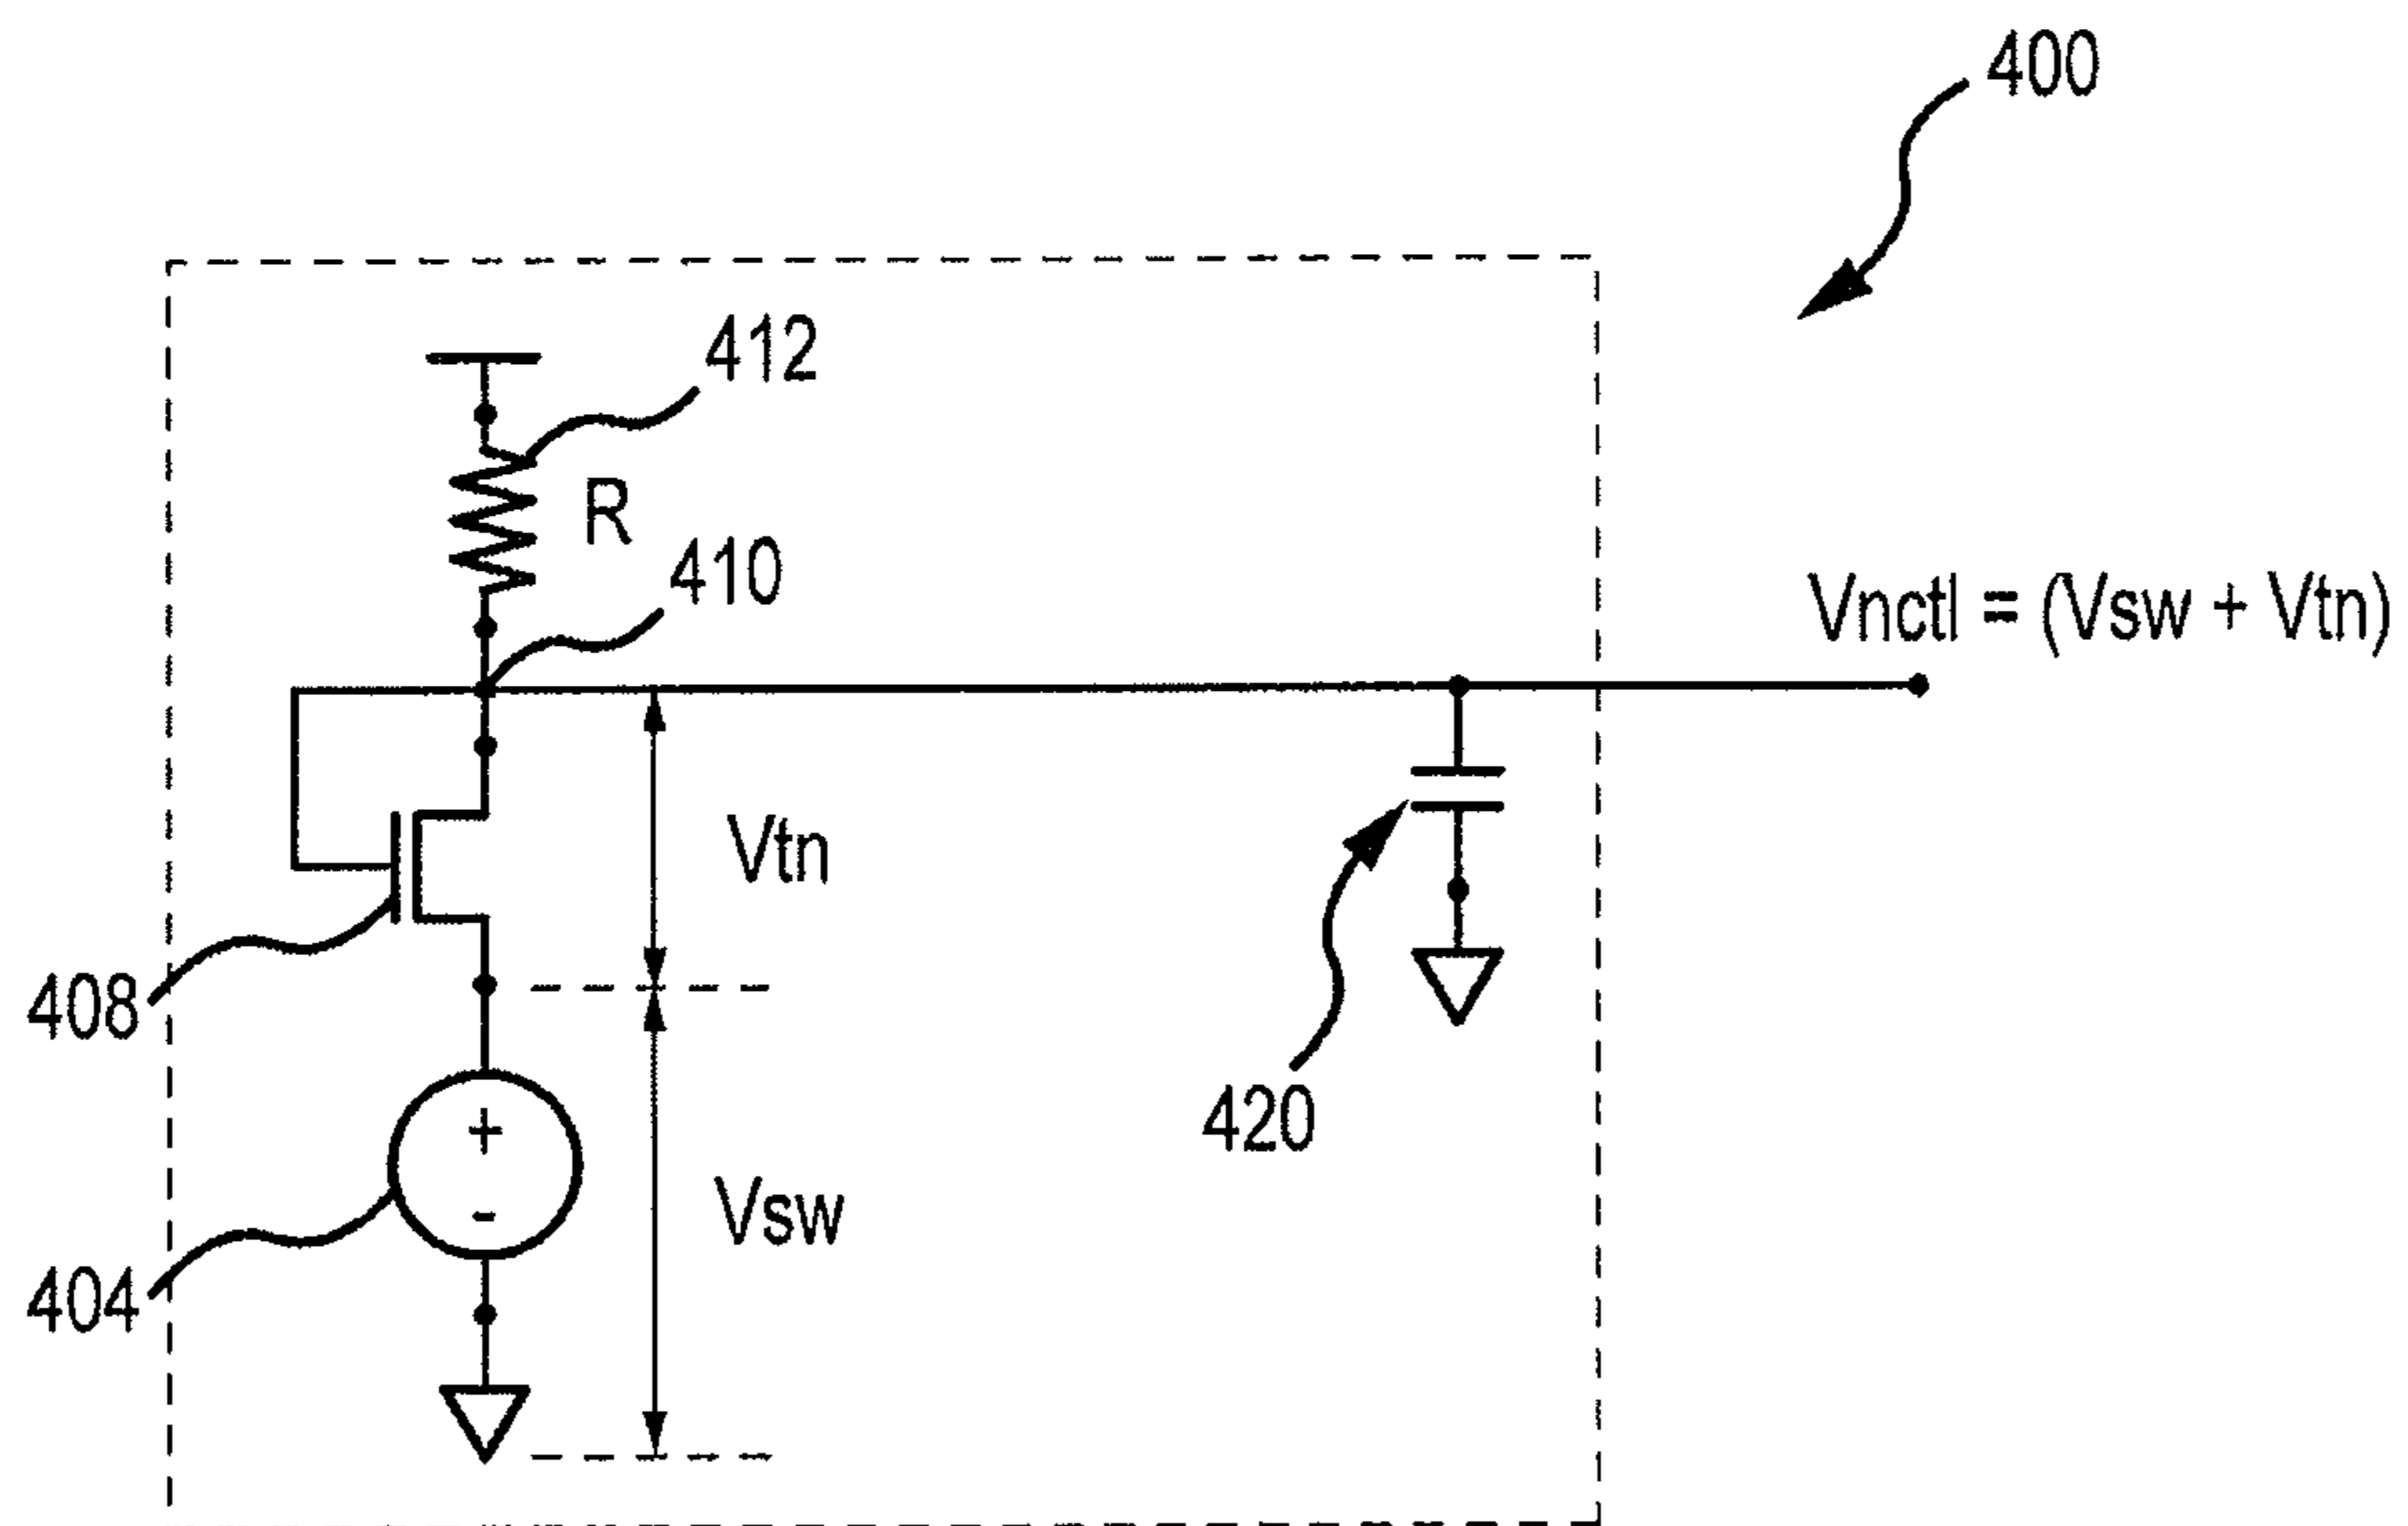 400
412
R
410
Vnctl = (Vsw + Vtn)
Vtn
408
420
+
-
Vsw
404